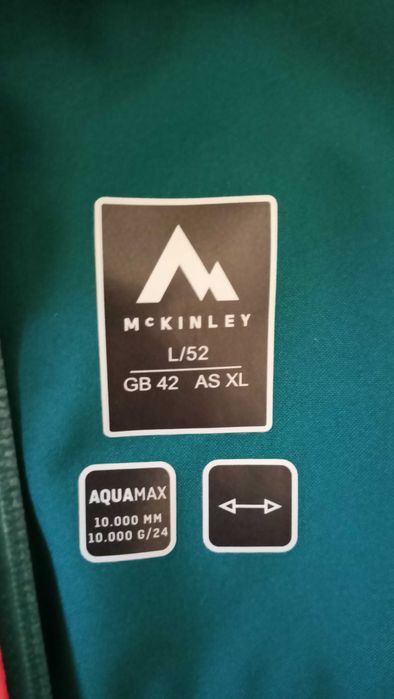 McKINLEY
L/52
GB 42 AS XL
AQUAMAX
10.000 MM
10.000 G/24